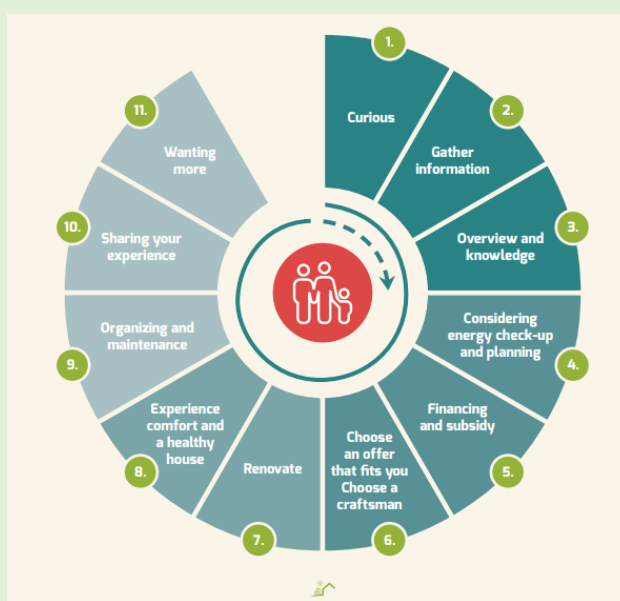 1.
Curious
2.
Gather
information
3.
Overview and
knowledge
4.
Considering
energy check-up
and planning
5.
Financing
and subsidy
6.
Choose
an offer
that fits you
Choose a
craftsman
7.
Renovate
8.
Experience
comfort and
a healthy
house
9.
Organizing and
maintenance
10.
Sharing your
experience
11.
Wanting
more